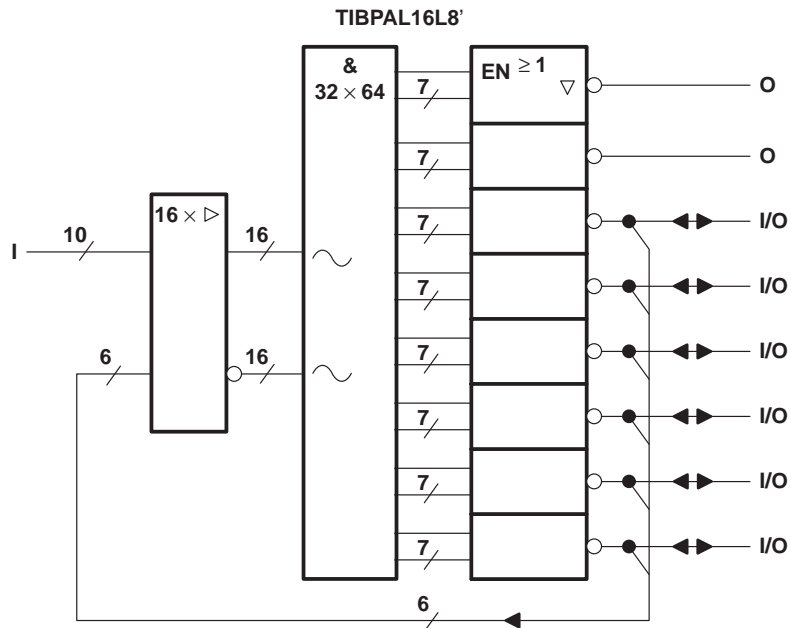 TIBPAL16L8'
&
32 × 64
EN ≥ 1
▽
7
O
7
O
16 × ▷
7
I/O
I
10
16
7
I/O
7
I/O
6
16
7
I/O
7
I/O
7
I/O
6